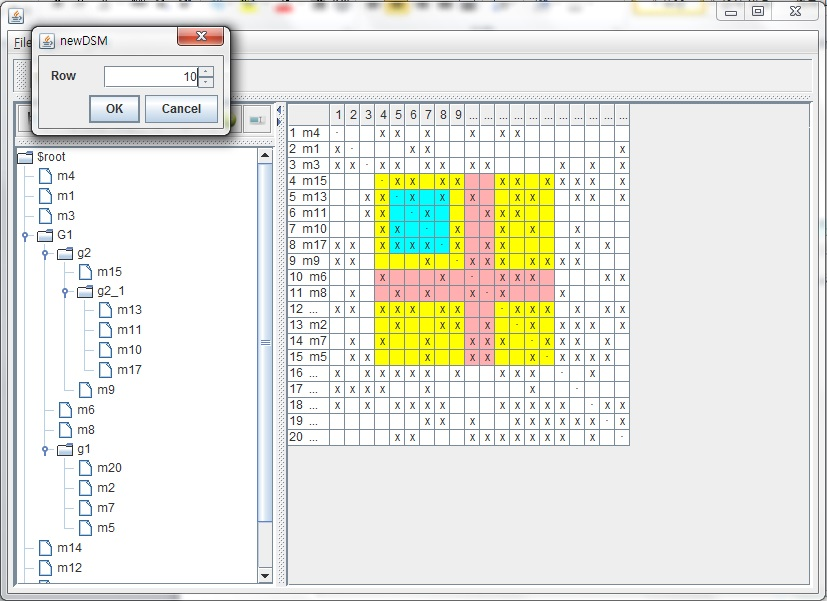 newDSM
File
Row 10
OK Cancel
$root
m4
m1
m3
G1
g2
m15
g2_1
m13
m11
m10
m17
m9
m6
m8
g1
m20
m2
m7
m5
m14
m12
1 2 3 4 5 6 7 8 9 ... ... ... ... ... ... ... ... ... ... ...
1 m4 - X X X X X X
2 m1 X - X X X
3 m3 X X - X X X X X X X X X
4 m15 - X X X X X X X X X X X
5 m13 X X - X X X X X X X X X
6 m11 X X - X X X X
7 m10 X X - X X X
8 m17 X X X X X X - X X X X X X
9 m9 X X X - X X X X X X
10 m6 X - X X X X X
11 m8 X X X X - X X
12 ... X X X X X X X X X X - X X X X X X
13 m2 X X X X - X X X X X
14 m7 X X X X X X - X X X X
15 m5 X X X X X X - X X X X
16 ... X X X X X X X X X X - X
17 ... X X X X X X -
18 ... X X X X X X X X X X X - X X
19 ... X X X X X X X X X - X
20 ... X X X X X X X X X X -